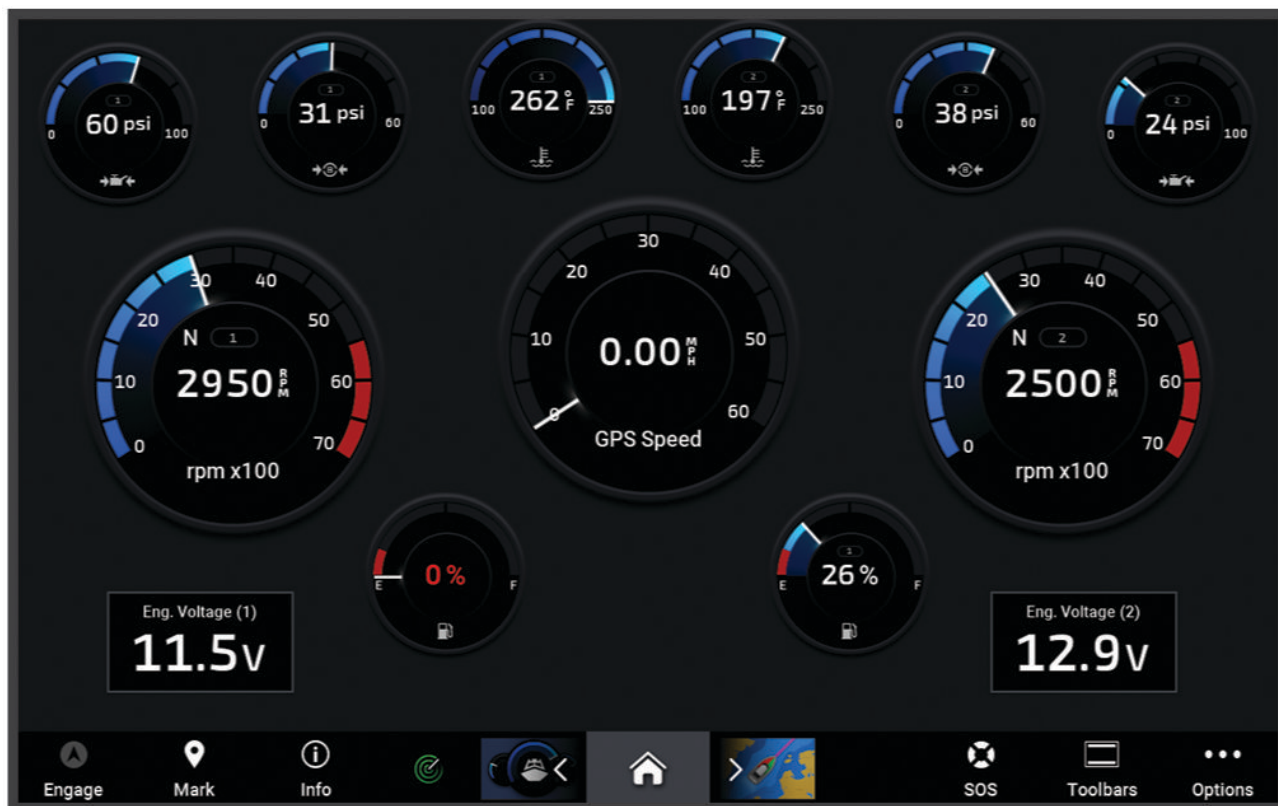 1
60 psi
0
100
1
31 psi
0
60
1
262 °F
100
250
2
197 °F
100
250
2
38 psi
0
60
2
24 psi
0
100
0
10
20
30
40
50
60
70
N
1
2950 RPM
rpm x100
0
10
20
30
40
50
60
0.00 MPH
GPS Speed
0
10
20
30
40
50
60
70
N
2
2500 RPM
rpm x100
0 %
E
F
1
26 %
E
F
Eng. Voltage (1)
11.5 V
Eng. Voltage (2)
12.9 V
Engage
Mark
Info
SOS
Toolbars
Options